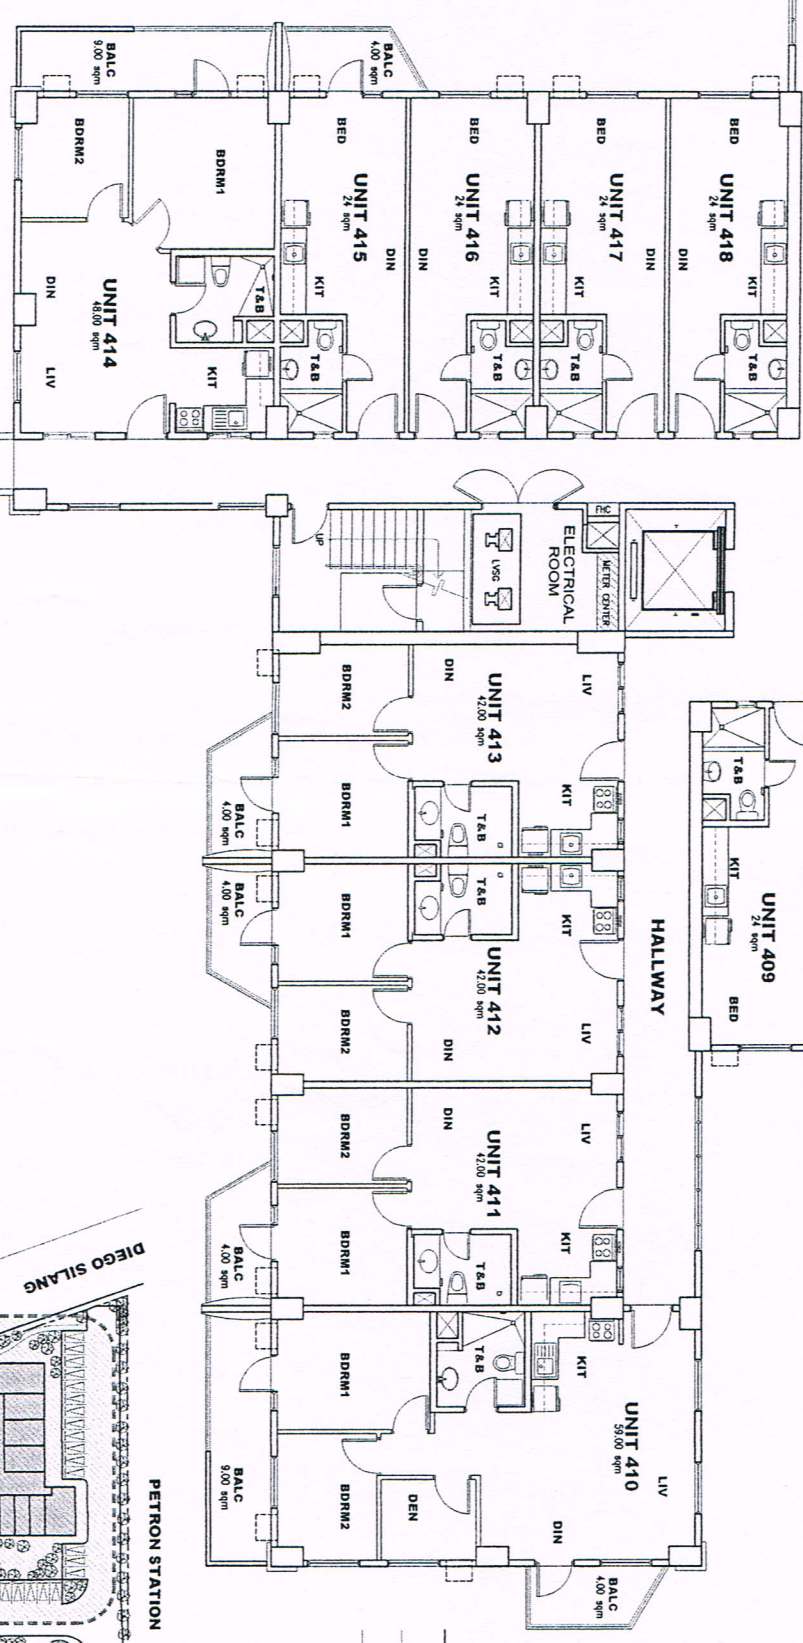 BALC
9.00 sqm
BALC
4.00 sqm
BDRM2
BDRM1
DIN
UNIT 414
48.00 sqm
LIV
T&B
KIT
BED
UNIT 415
24 sqm
DIN
KIT
T&B
BED
UNIT 416
24 sqm
DIN
KIT
T&B
BED
UNIT 417
24 sqm
DIN
KIT
T&B
BED
UNIT 418
24 sqm
DIN
KIT
T&B
UP
LVSG
ELECTRICAL
ROOM
FHC
METER CENTER
BDRM2
DIN
UNIT 413
42.00 sqm
LIV
BDRM1
KIT
T&B
BALC
4.00 sqm
BALC
4.00 sqm
BDRM1
T&B
KIT
UNIT 412
42.00 sqm
BDRM2
DIN
LIV
HALLWAY
T&B
KIT
UNIT 409
24 sqm
BED
BDRM2
DIN
UNIT 411
42.00 sqm
LIV
BDRM1
KIT
T&B
BALC
4.00 sqm
BDRM1
T&B
KIT
UNIT 410
59.00 sqm
LIV
BALC
9.00 sqm
BDRM2
DEN
DIN
BALC
4.00 sqm
DIEGO SILANG
PETRON STATION